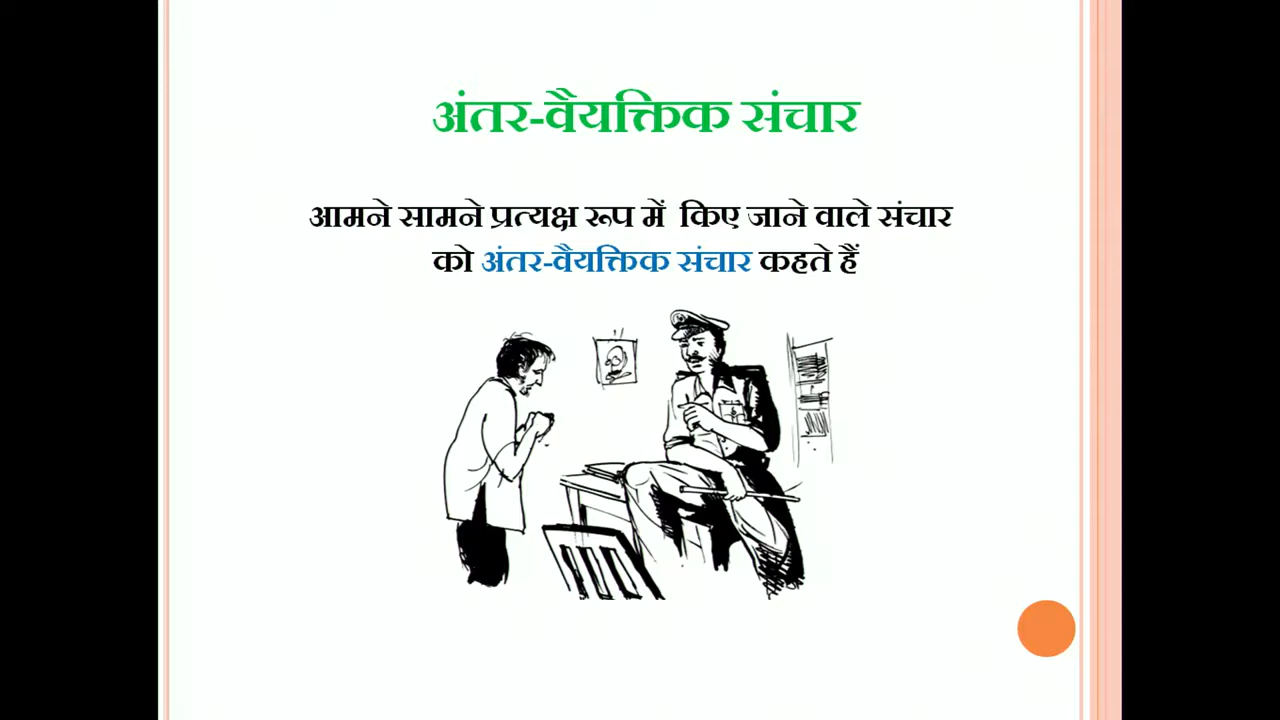 अंतर-वैयक्तिक संचार
आमने सामने प्रत्यक्ष रूप में किए जाने वाले संचार
को अंतर-वैयक्तिक संचार कहते हैं